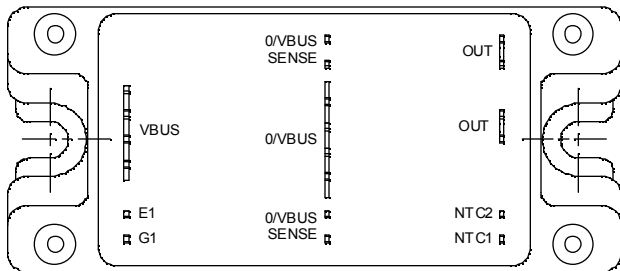 0/VBUS
SENSE
OUT
VBUS
0/VBUS
OUT
E1
G1
0/VBUS
SENSE
NTC2
NTC1